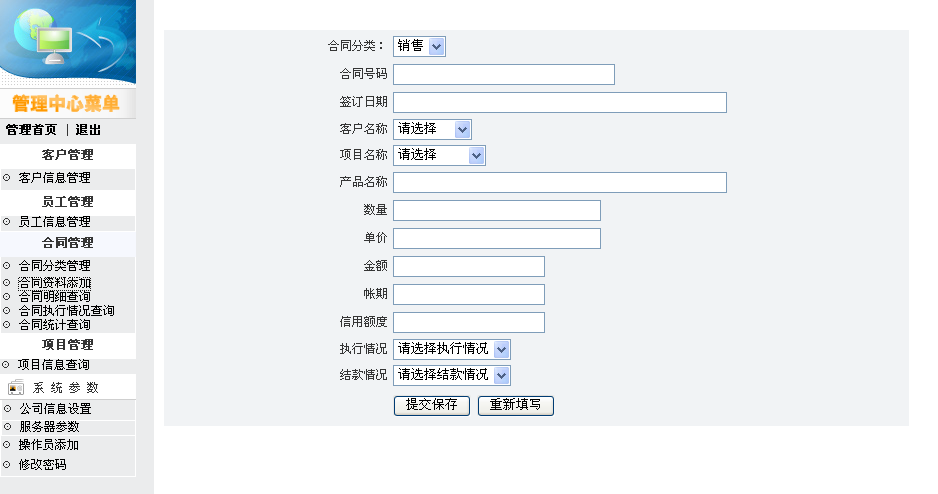 管理中心菜单
管理首页 | 退出
客户管理
客户信息管理
员工管理
员工信息管理
合同管理
合同分类管理
合同资料添加
合同明细查询
合同执行情况查询
合同统计查询
项目管理
项目信息查询
系统参数
公司信息设置
服务器参数
操作员添加
修改密码
合同分类： 销售
合同号码
签订日期
客户名称 请选择
项目名称 请选择
产品名称
数量
单价
金额
帐期
信用额度
执行情况 请选择执行情况
结款情况 请选择结款情况
提交保存 重新填写